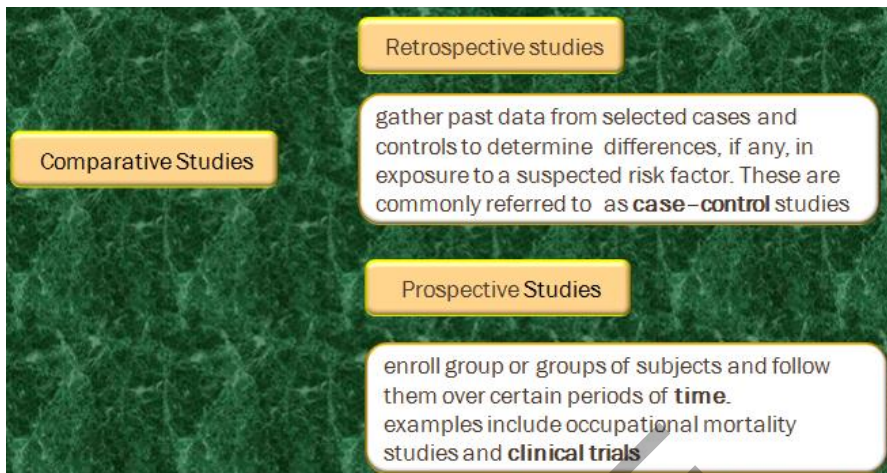 Retrospective studies
gather past data from selected cases and
controls to determine differences, if any, in
exposure to a suspected risk factor. These are
commonly referred to as case–control studies
Comparative Studies
Prospective Studies
enroll group or groups of subjects and follow
them over certain periods of time.
examples include occupational mortality
studies and clinical trials